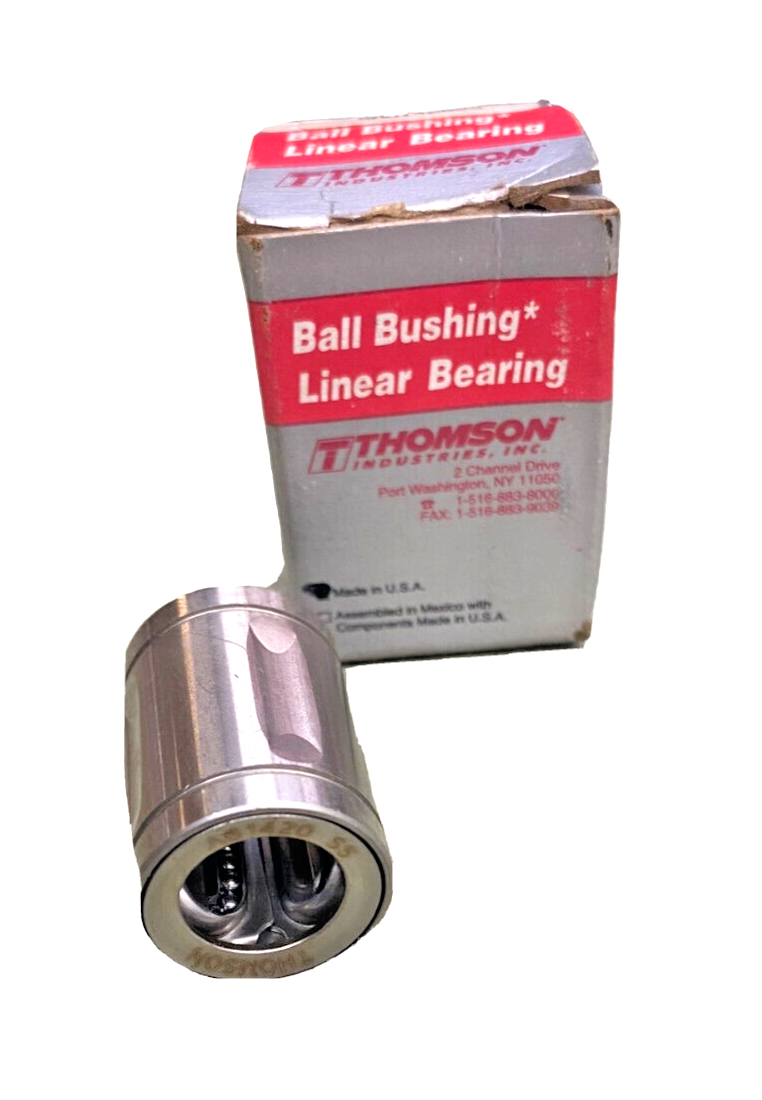 Ball Bushing*
Linear Bearing
THOMSON
INDUSTRIES, INC.
Ball Bushing*
Linear Bearing
THOMSON
INDUSTRIES, INC.
2 Channel Drive
Port Washington, NY 11050
☎ 1-516-883-8000
FAX: 1-516-883-9039
Made in U.S.A.
Assembled in Mexico with
Components Made in U.S.A.
SS
THOMSON